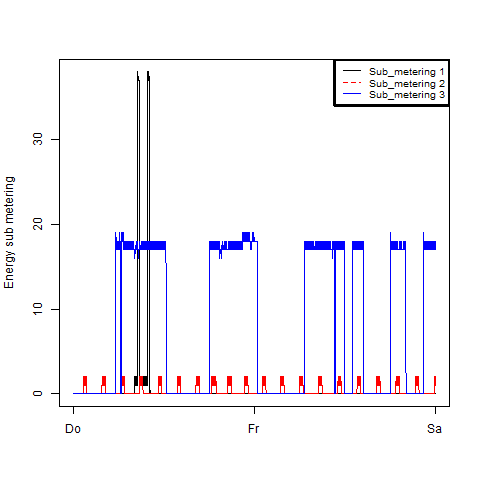 Sub_metering 1
Sub_metering 2
Sub_metering 3
Energy sub metering
30
20
10
0
Do Fr Sa